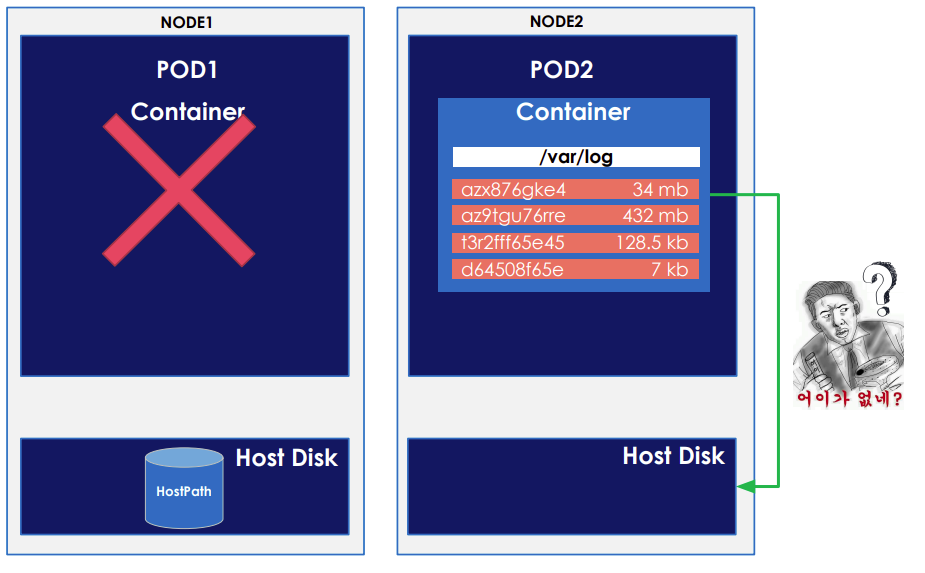 NODE1
POD1
Container
Host Disk
HostPath
NODE2
POD2
Container
/var/log
azx876gke4 34 mb
az9tgu76rre 432 mb
t3r2fff65e45 128.5 kb
d64508f65e 7 kb
Host Disk
?
어이가 없네?